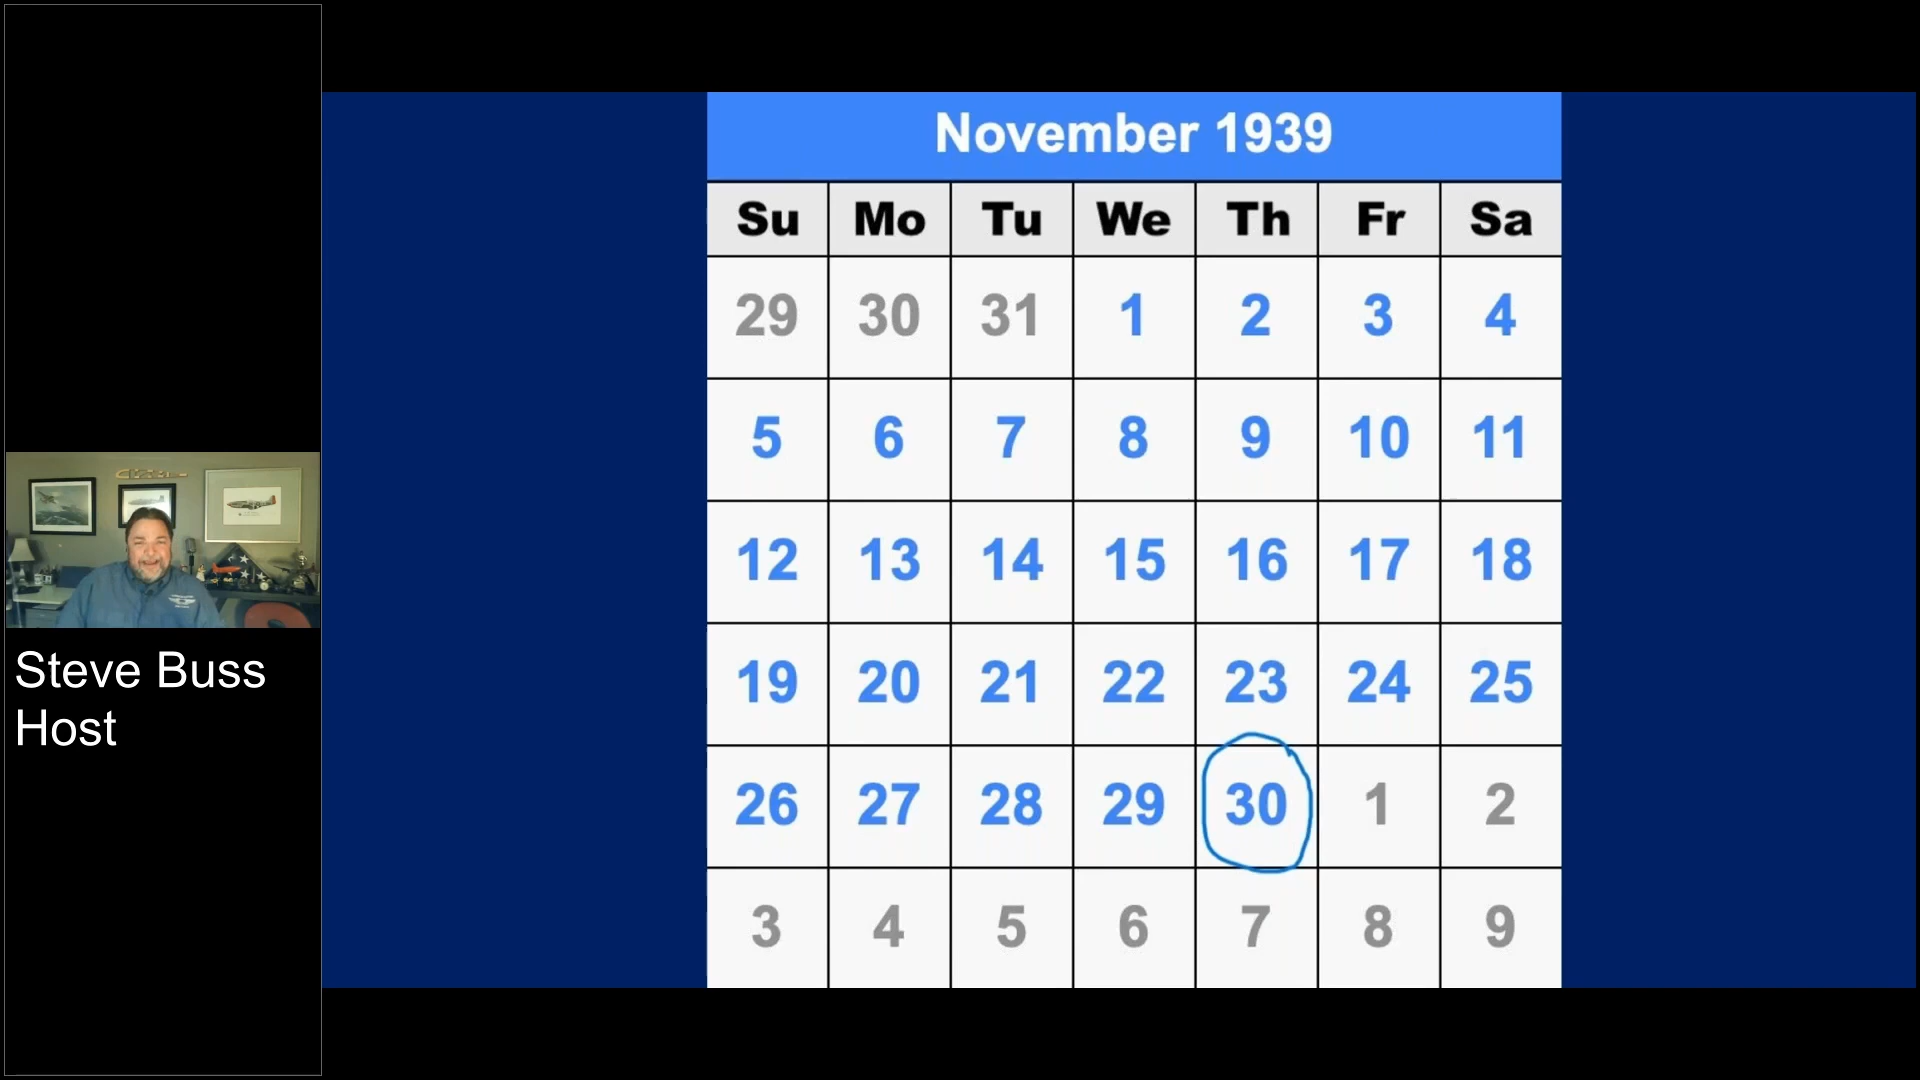 Steve Buss
Host
November 1939
Su Mo Tu We Th Fr Sa
29 30 31 1 2 3 4
5 6 7 8 9 10 11
12 13 14 15 16 17 18
19 20 21 22 23 24 25
26 27 28 29 30 1 2
3 4 5 6 7 8 9